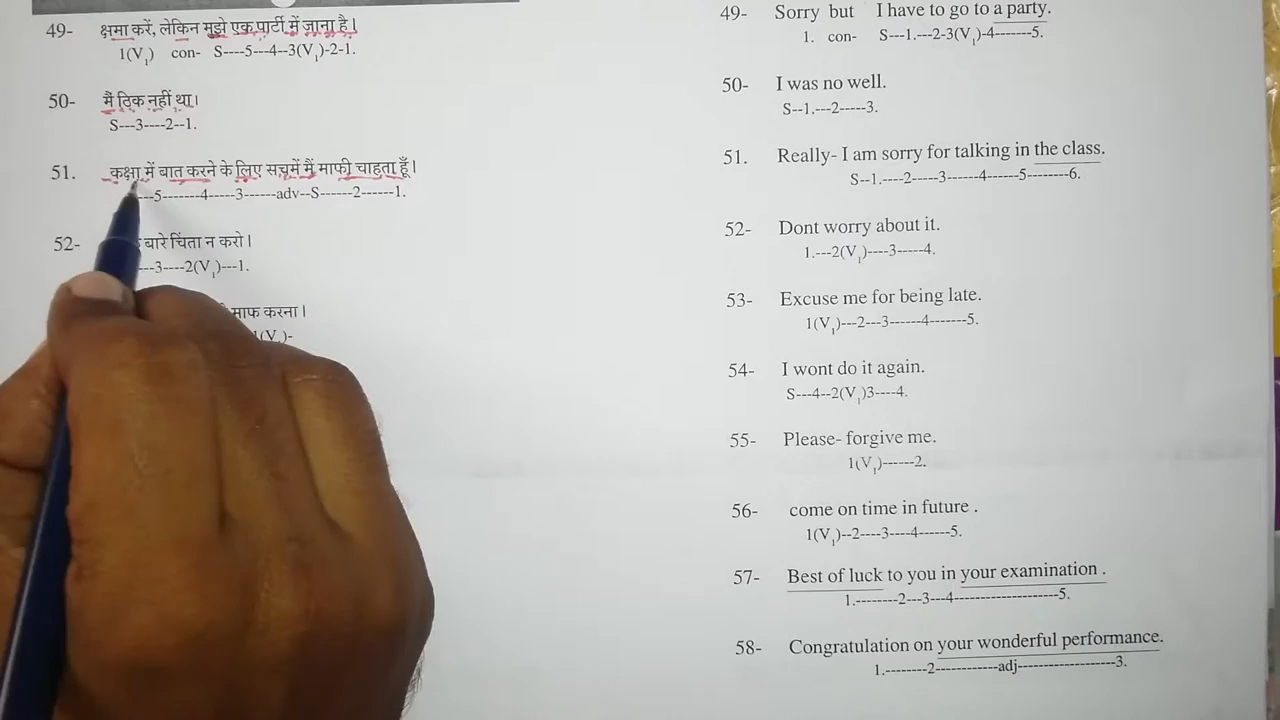 49- क्षमा करें, लेकिन मुझे एक पार्टी में जाना है।
1(V1) con- S----5---4--3(V1)-2-1.
50- मैं ठिक नहीं था।
S---3----2--1.
51. कक्षा में बात करने के लिए सचमें मैं माफी चाहता हूँ।
---5-------4-----3------adv--S------2------1.
52- बारे चिंता न करो।
---3----2(V1)---1.
माफ करना।
(V1)-
49- Sorry but I have to go to a party.
1. con- S---1.---2-3(V1)-4-------5.
50- I was no well.
S--1.---2-----3.
51. Really- I am sorry for talking in the class.
S--1.----2-----3------4------5--------6.
52- Dont worry about it.
1.---2(V1)----3-----4.
53- Excuse me for being late.
1(V1)---2---3------4-------5.
54- I wont do it again.
S---4--2(V1)3----4.
55- Please- forgive me.
1(V1)------2.
56- come on time in future .
1(V1)--2----3----4------5.
57- Best of luck to you in your examination .
1.--------2---3---4---------------------5.
58- Congratulation on your wonderful performance.
1.--------2------------adj-------------------3.